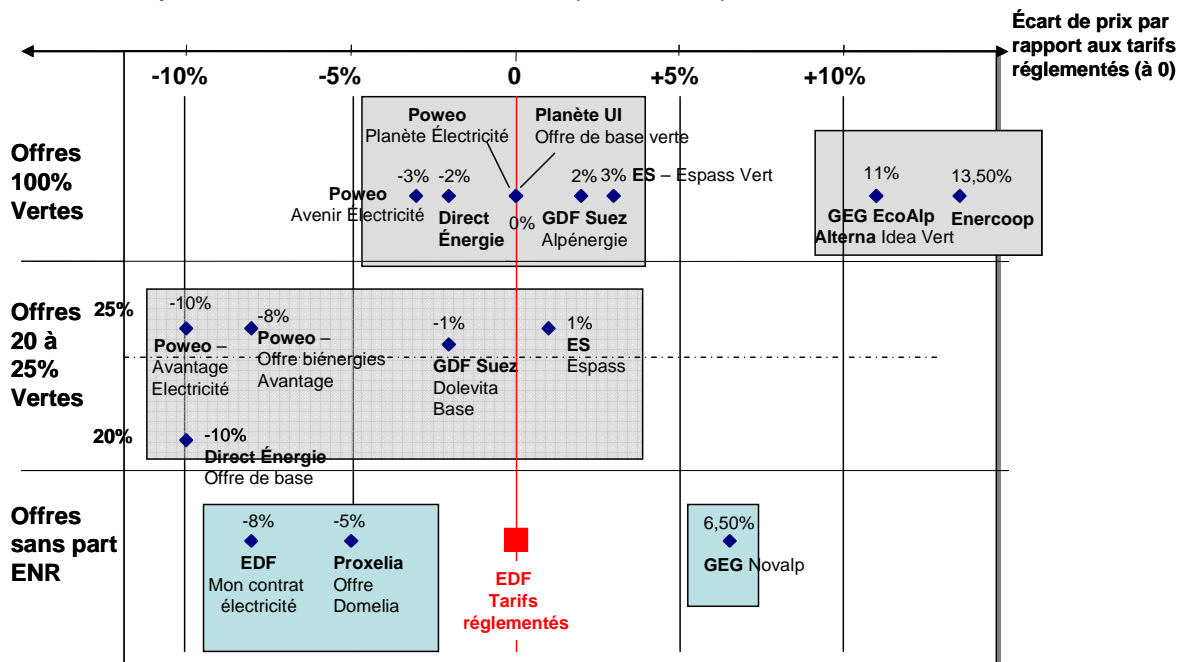 Écart de prix par
rapport aux tarifs
réglementés (à 0)
-10%
-5%
0
+5%
+10%
Offres
100%
Vertes
Poweo
Planète Électricité
Planète UI
Offre de base verte
-3%
-2%
2%
3%
ES – Espass Vert
Poweo
Avenir Électricité
Direct
Énergie
0%
GDF Suez
Alpénergie
11%
13,50%
GEG EcoAlp
Alterna Idea Vert
Enercoop
Offres
20 à
25%
Vertes
25%
-10%
Poweo –
Avantage
Electricité
-8%
Poweo –
Offre biénergies
Avantage
-1%
GDF Suez
Dolevita
Base
1%
ES
Espass
20%
-10%
Direct Énergie
Offre de base
Offres
sans part
ENR
-8%
EDF
Mon contrat
électricité
-5%
Proxelia
Offre
Domelia
EDF
Tarifs
réglementés
6,50%
GEG Novalp